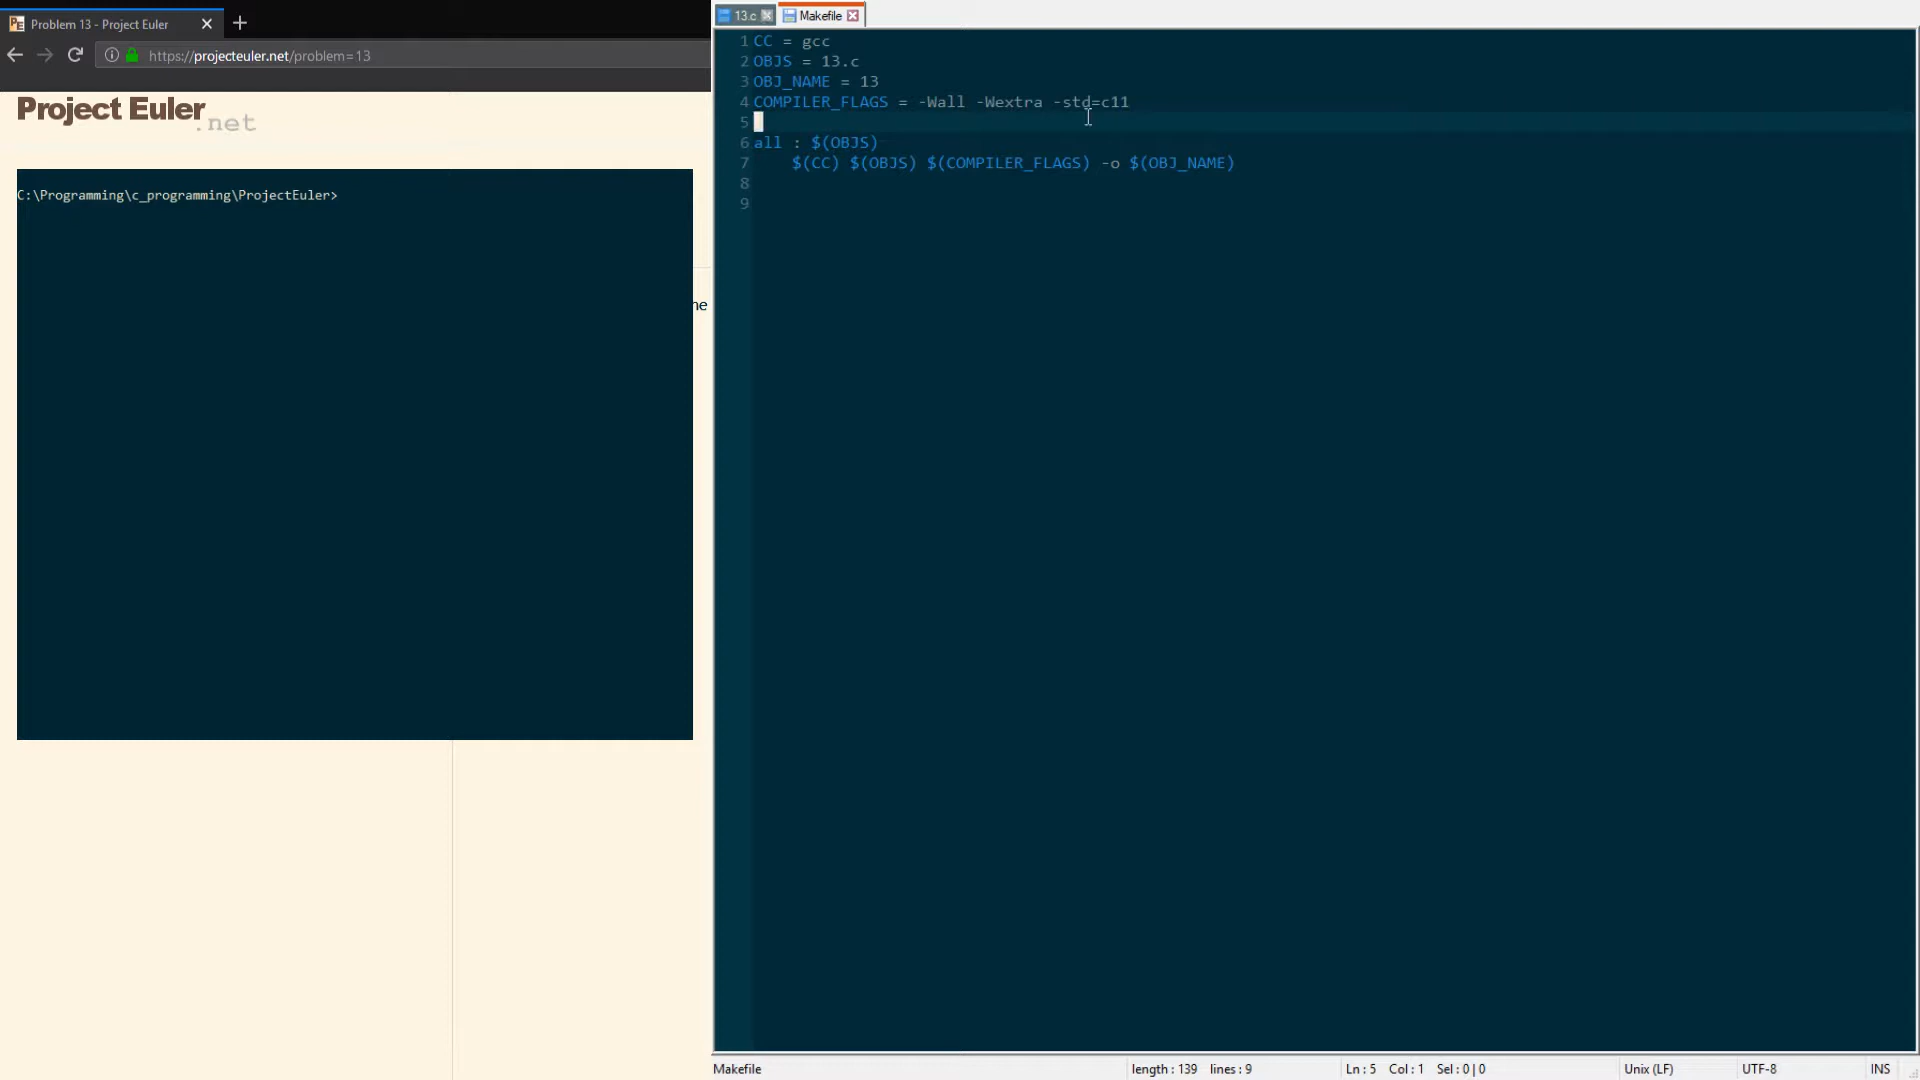 Problem 13 - Project Euler
https://projecteuler.net/problem=13
Project Euler
.net
C:\Programming\c_programming\ProjectEuler>
he
13.c
Makefile
1 CC = gcc
2 OBJS = 13.c
3 OBJ_NAME = 13
4 COMPILER_FLAGS = -Wall -Wextra -std=c11
5
6 all : $(OBJS)
7 $(CC) $(OBJS) $(COMPILER_FLAGS) -o $(OBJ_NAME)
8
9
Makefile length : 139 lines : 9 Ln : 5 Col : 1 Sel : 0 | 0 Unix (LF) UTF-8 INS